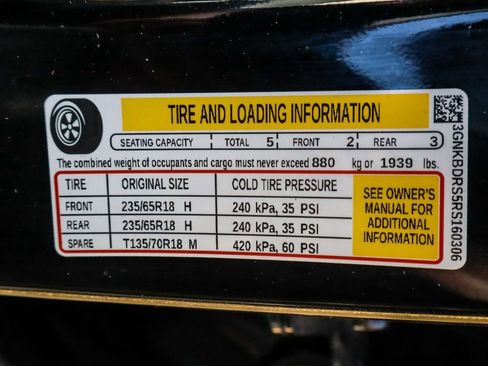 TIRE AND LOADING INFORMATION
SEATING CAPACITY TOTAL 5 FRONT 2 REAR 3
The combined weight of occupants and cargo must never exceed 880 kg or 1939 lbs.
TIRE ORIGINAL SIZE COLD TIRE PRESSURE
FRONT 235/65R18 H 240 kPa, 35 PSI
REAR 235/65R18 H 240 kPa, 35 PSI
SPARE T135/70R18 M 420 kPa, 60 PSI
SEE OWNER'S
MANUAL FOR
ADDITIONAL
INFORMATION
3GNKBDRS5RS160306